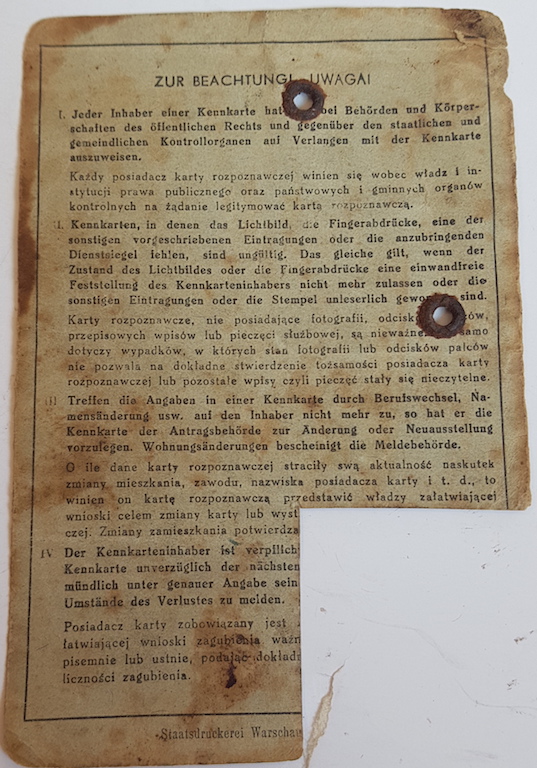 ZUR BEACHTUNG! UWAGA!
I. Jeder Inhaber einer Kennkarte hat bei Behörden und Körper-
schaften des öffentlichen Rechts und gegenüber den staatlichen und
gemeindlichen Kontrollorganen auf Verlangen mit der Kennkarte
auszuweisen.
Każdy posiadacz karty rozpoznawczej winien się wobec władz i in-
stytucji prawa publicznego oraz państwowych i gminnych organów
kontrolnych na żądanie legitymować kartą rozpoznawczą.
II. Kennkarten, in denen das Lichtbild, die Fingerabdrücke, eine der
sonstigen vorgeschriebenen Eintragungen oder die anzubringenden
Dienstsiegel fehlen, sind ungültig. Das gleiche gilt, wenn der
Zustand des Lichtbildes oder die Fingerabdrücke eine einwandfreie
Feststellung des Kennkarteninhabers nicht mehr zulassen oder die
sonstigen Eintragungen oder die Stempel unleserlich sind.
Karty rozpoznawcze, nie posiadające fotografii,
przepisowych wpisów lub pieczęci służbowej, są samo
dotyczy wypadków, w których stan fotografii lub odcisków palców
nie pozwala na dokładne stwierdzenie tożsamości posiadacza karty
rozpoznawczej lub pozostałe wpisy czyli pieczęć stały się nieczytelne.
III Treffen die Angaben in einer Kennkarte durch Berufswechsel, Na-
mensänderung usw. auf den Inhaber nicht mehr zu, so hat er die
Kennkarte der Antragsbehörde zur Änderung oder Neuausstellung
vorzulegen. Wohnungsänderungen bescheinigt die Meldebehörde.
O ile dane karty rozpoznawczej straciły swą aktualność naskutek
zmiany mieszkania, zawodu, nazwiska posiadacza karty i t. d., to
winien on kartę rozpoznawczą przedstawić władzy załatwiającej
wnioski celem zmiany karty lub wyst
czej. Zmiany zamieszkania potwierdza
IV Der Kennkarteninhaber ist verpflich
Kennkarte unverzüglich der nächsten
mündlich unter genauer Angabe sein
Umstände des Verlustes zu melden.
Posiadacz karty zobowiązany jest
łatwiającej wnioski zagubienia ważn
pisemnie lub ustnie, podając dokładn
liczności zagubienia.
Staatsdruckerei Warschau